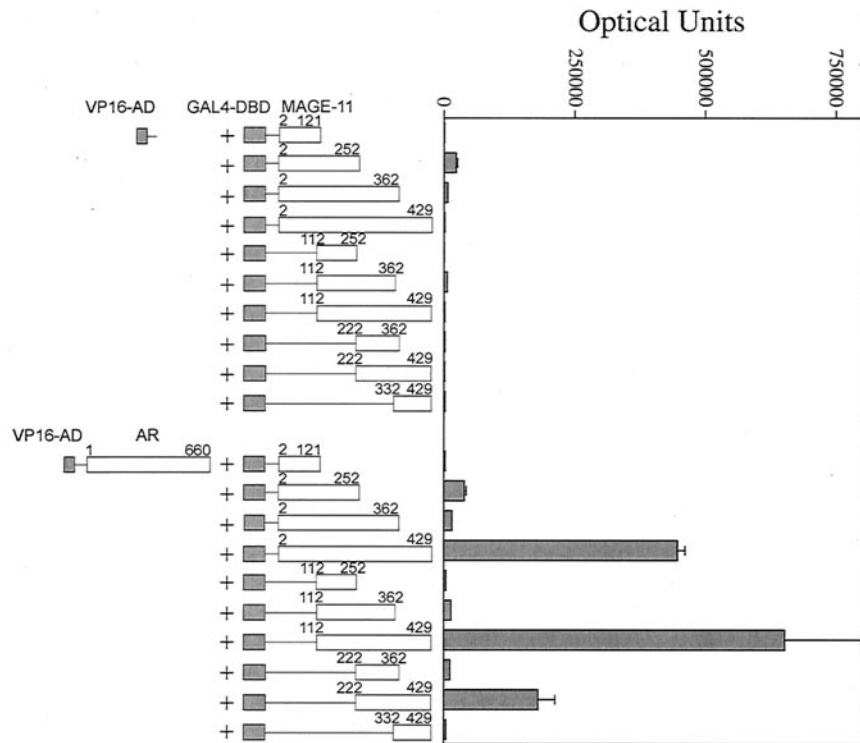 Optical Units
0 250000 500000 750000
VP16-AD GAL4-DBD MAGE-11
+ 2 121
+ 2 252
+ 2 362
+ 2 429
+ 112 252
+ 112 362
+ 112 429
+ 222 362
+ 222 429
+ 332 429
VP16-AD AR
1 660 + 2 121
+ 2 252
+ 2 362
+ 2 429
+ 112 252
+ 112 362
+ 112 429
+ 222 362
+ 222 429
+ 332 429